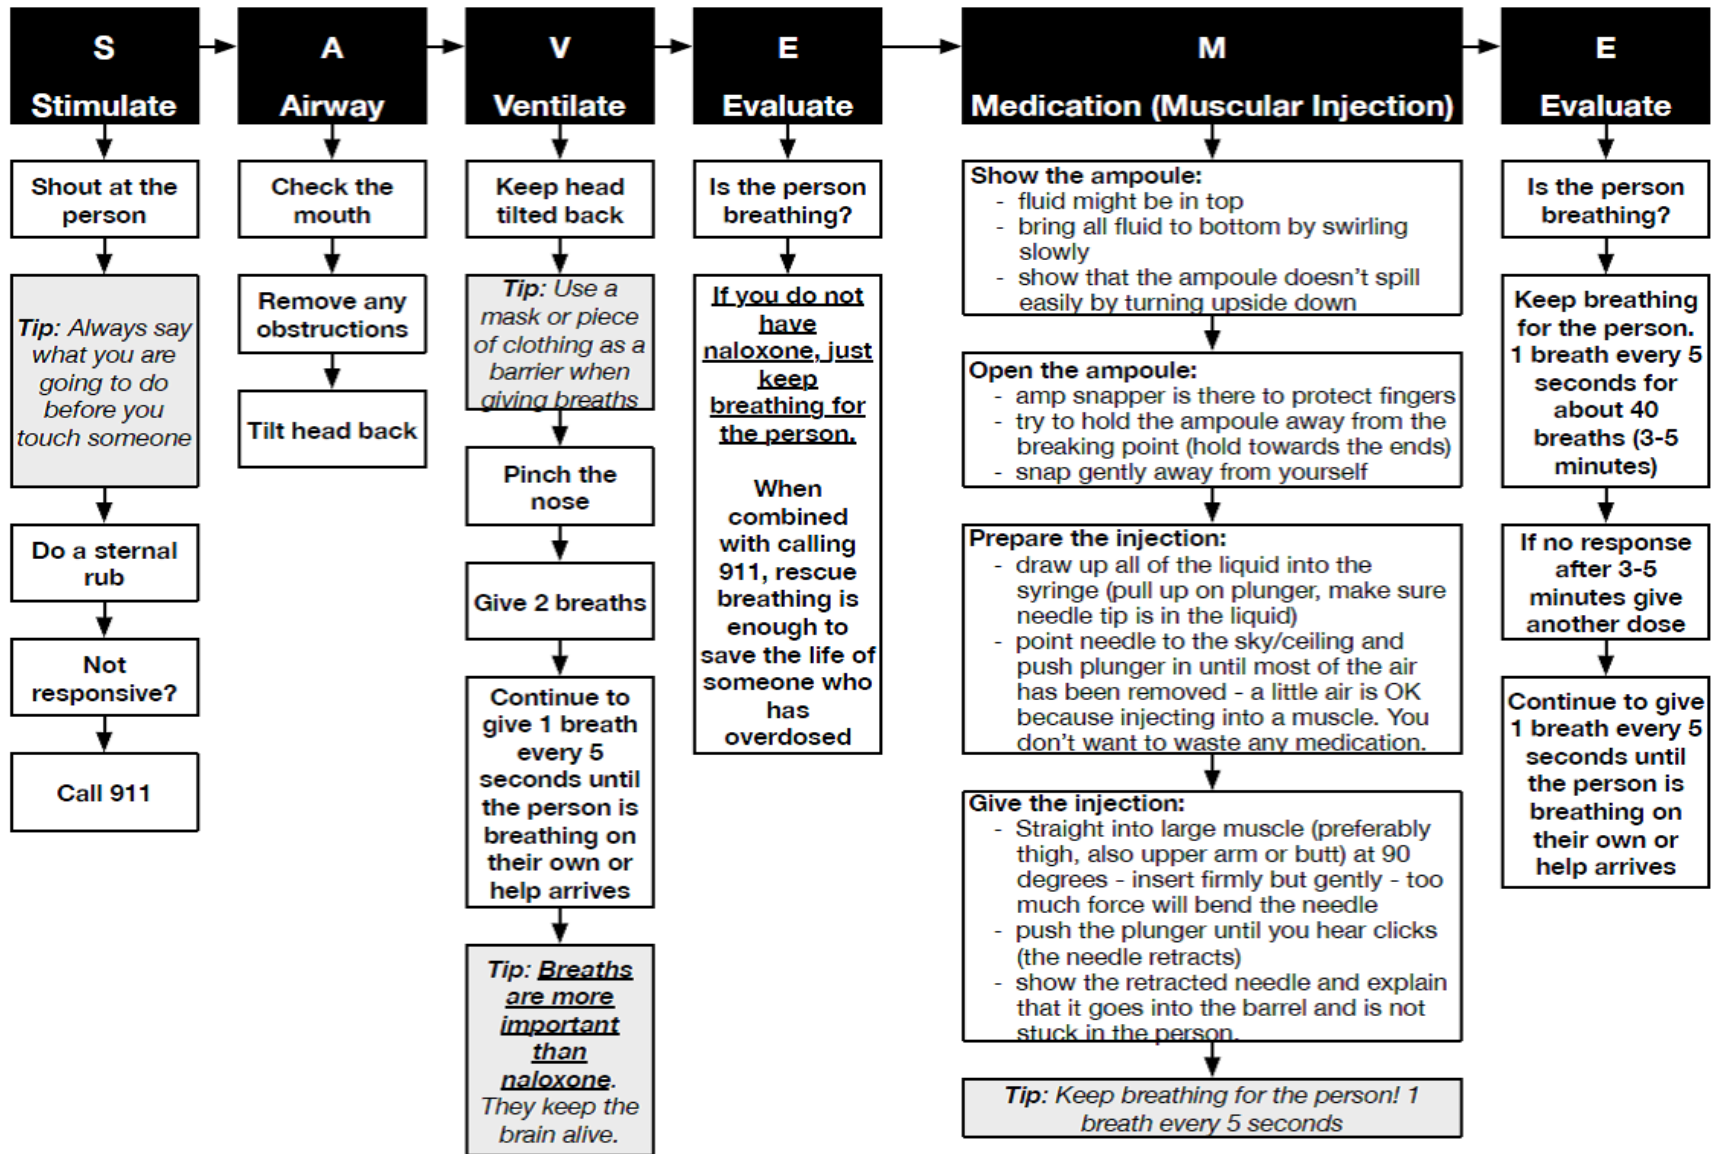 S
Stimulate
Shout at the
person
Tip: Always say
what you are
going to do
before you
touch someone
Do a sternal
rub
Not
responsive?
Call 911
A
Airway
Check the
mouth
Remove any
obstructions
Tilt head back
V
Ventilate
Keep head
tilted back
Tip: Use a
mask or piece
of clothing as a
barrier when
giving breaths
Pinch the
nose
Give 2 breaths
Continue to
give 1 breath
every 5
seconds until
the person is
breathing on
their own or
help arrives
Tip: Breaths
are more
important
than
naloxone.
They keep the
brain alive.
E
Evaluate
Is the person
breathing?
If you do not
have
naloxone, just
keep
breathing for
the person.
When
combined
with calling
911, rescue
breathing is
enough to
save the life of
someone who
has
overdosed
M
Medication (Muscular Injection)
Show the ampoule:
- fluid might be in top
- bring all fluid to bottom by swirling
slowly
- show that the ampoule doesn't spill
easily by turning upside down
Open the ampoule:
- amp snapper is there to protect fingers
- try to hold the ampoule away from the
breaking point (hold towards the ends)
- snap gently away from yourself
Prepare the injection:
- draw up all of the liquid into the
syringe (pull up on plunger, make sure
needle tip is in the liquid)
- point needle to the sky/ceiling and
push plunger in until most of the air
has been removed - a little air is OK
because injecting into a muscle. You
don't want to waste any medication.
Give the injection:
- Straight into large muscle (preferably
thigh, also upper arm or butt) at 90
degrees - insert firmly but gently - too
much force will bend the needle
- push the plunger until you hear clicks
(the needle retracts)
- show the retracted needle and explain
that it goes into the barrel and is not
stuck in the person.
Tip: Keep breathing for the person! 1
breath every 5 seconds
E
Evaluate
Is the person
breathing?
Keep breathing
for the person.
1 breath every 5
seconds for
about 40
breaths (3-5
minutes)
If no response
after 3-5
minutes give
another dose
Continue to give
1 breath every 5
seconds until
the person is
breathing on
their own or
help arrives